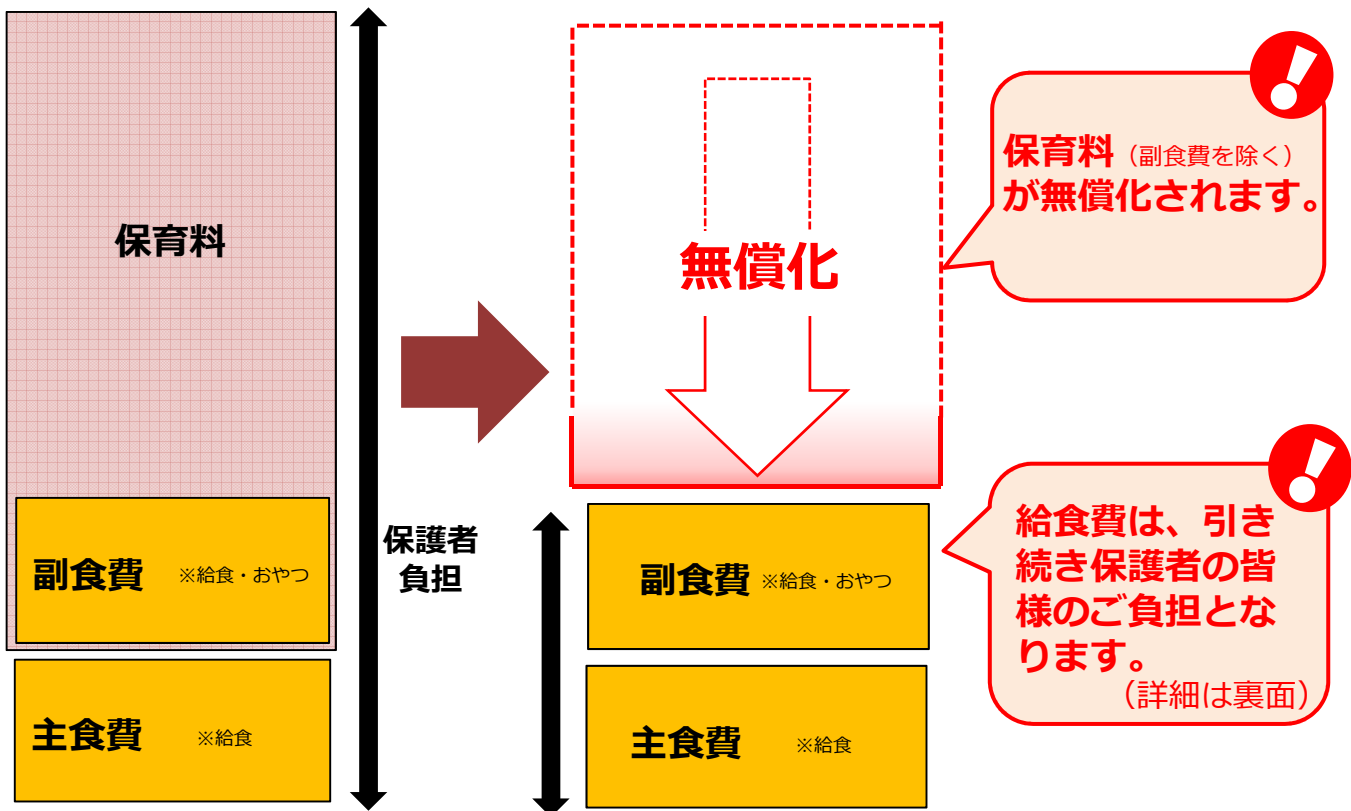 保育料
副食費 ※給食・おやつ
主食費 ※給食
保護者
負担
無償化
副食費 ※給食・おやつ
主食費 ※給食
保育料（副食費を除く）
が無償化されます。
給食費は、引き
続き保護者の皆
様のご負担とな
ります。
（詳細は裏面）